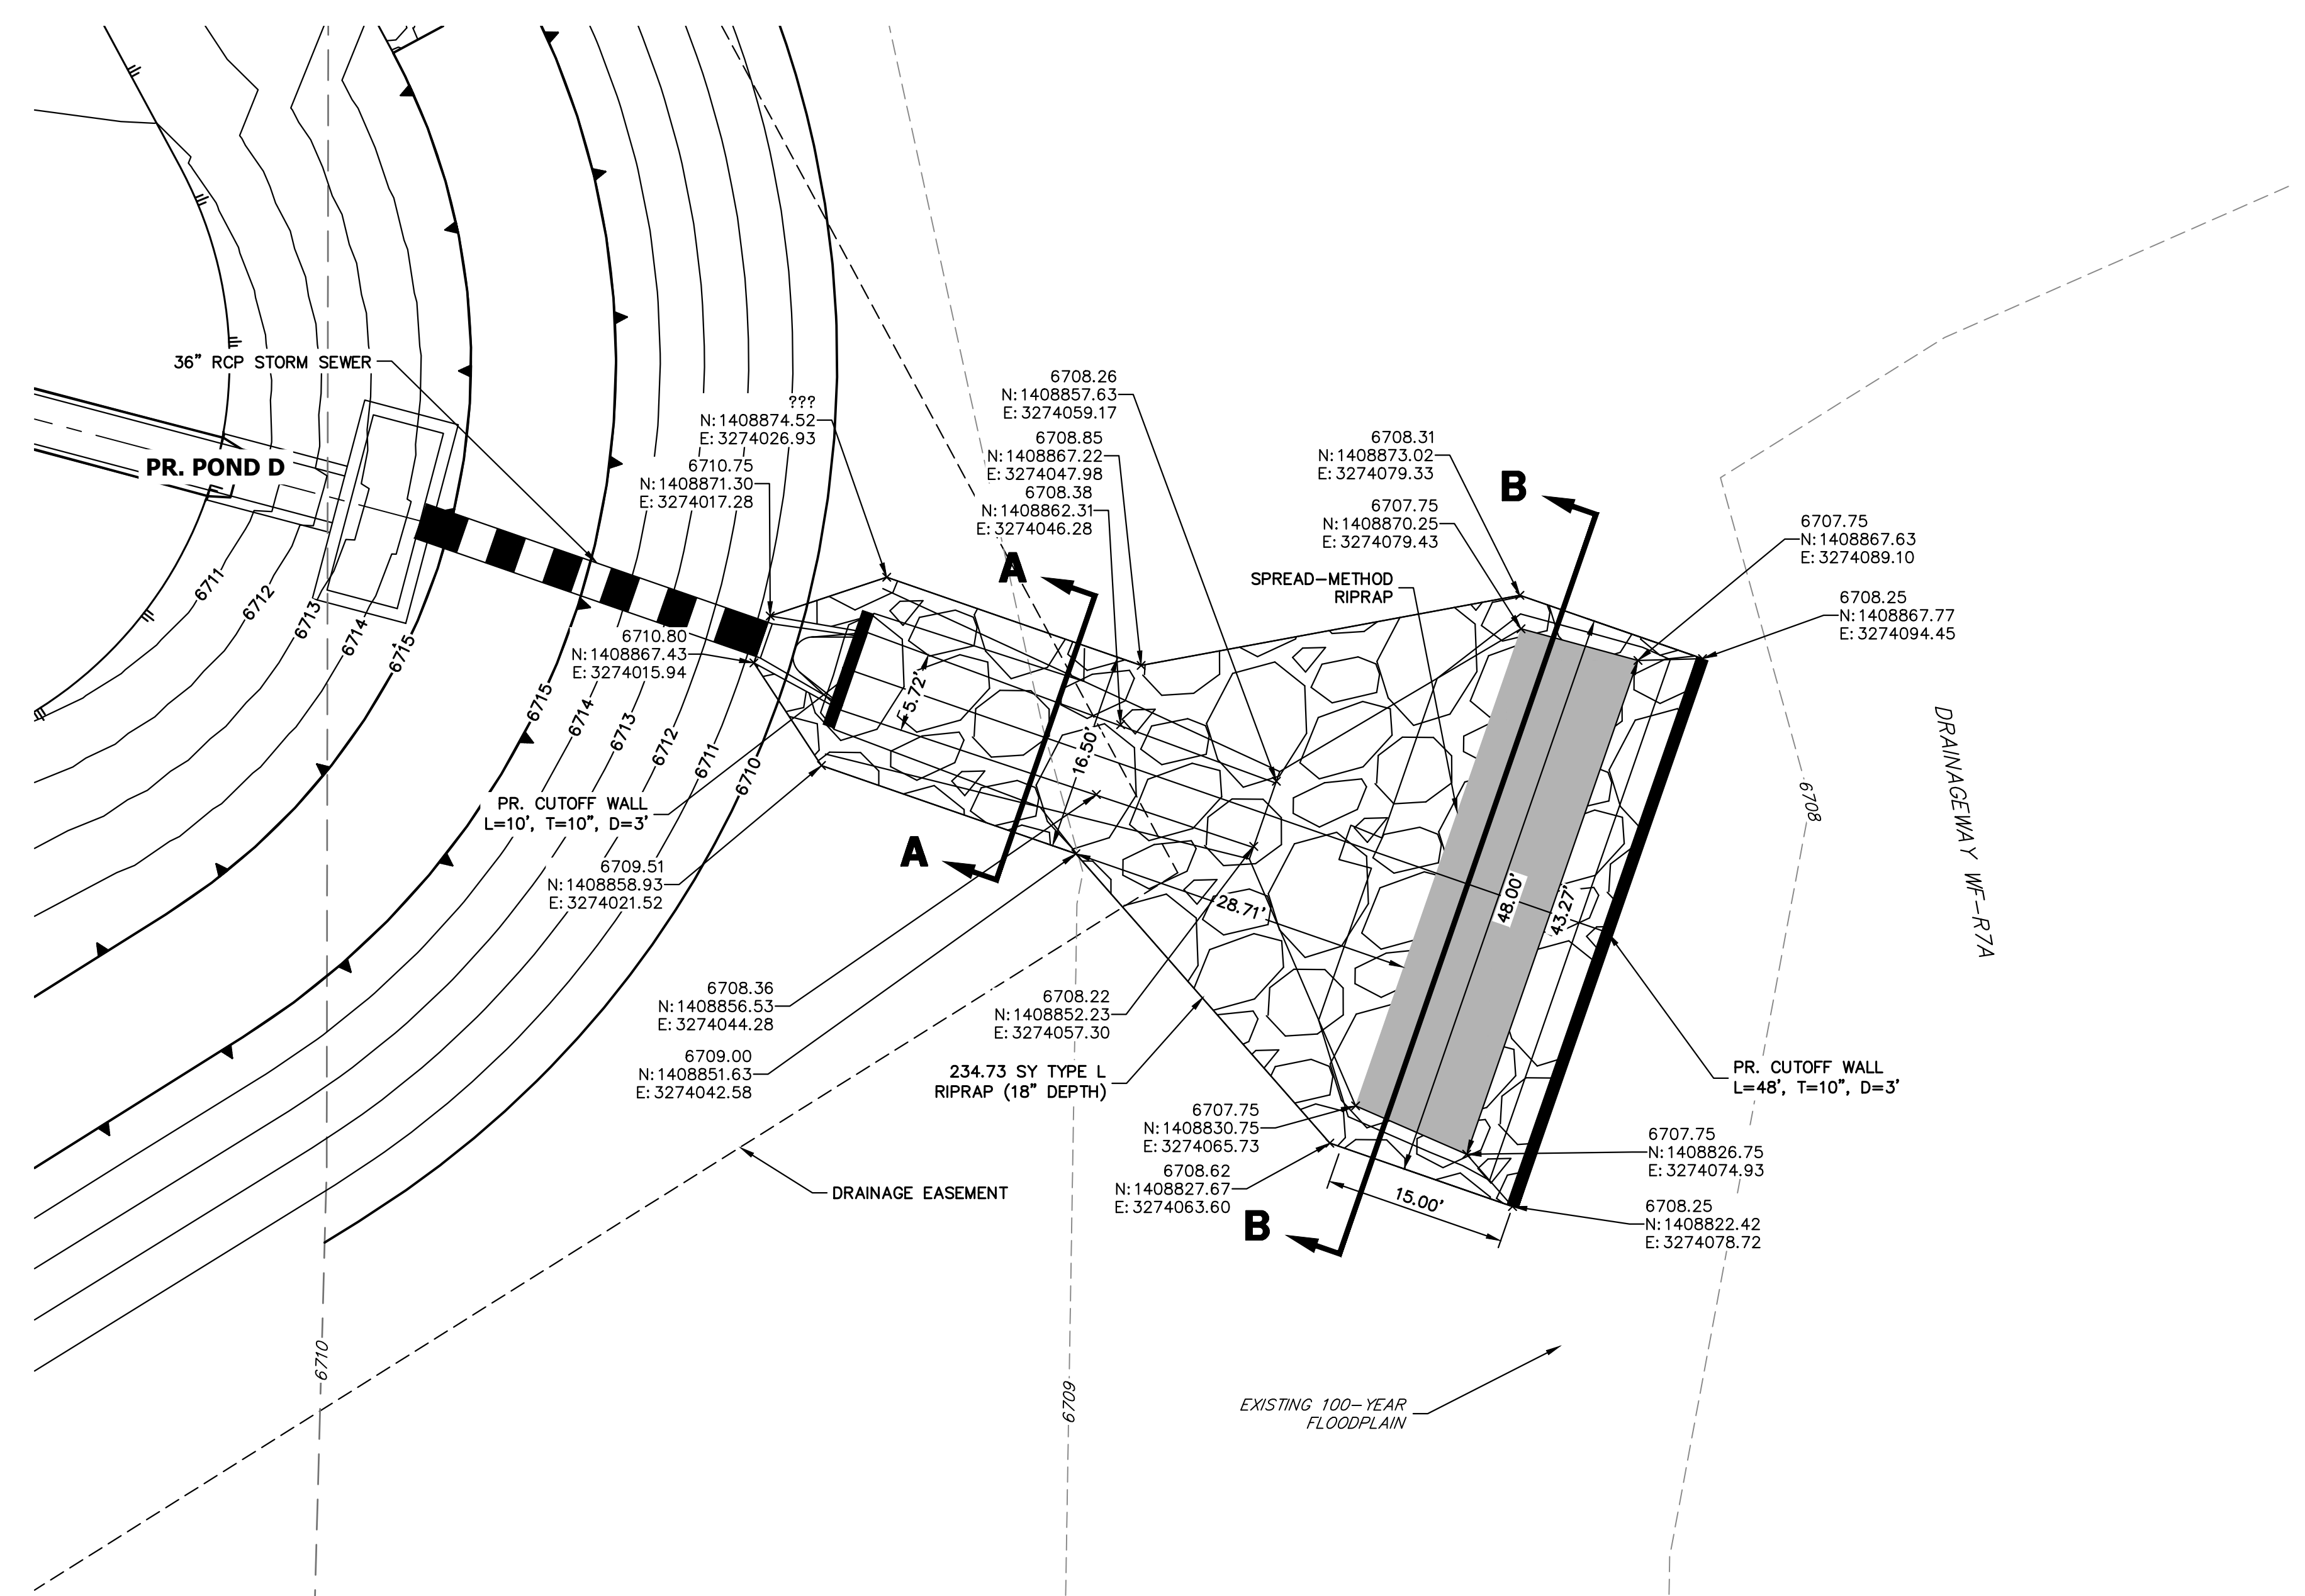 36" RCP STORM SEWER
PR. POND D
6711
6712
6713
6714
6715
6715
6714
6713
6712
6711
6710
???
N:1408874.52
E:3274026.93
6710.75
N:1408871.30
E:3274017.28
6710.80
N:1408867.43
E:3274015.94
PR. CUTOFF WALL
L=10', T=10", D=3'
6709.51
N:1408858.93
E:3274021.52
6708.36
N:1408856.53
E:3274044.28
6709.00
N:1408851.63
E:3274042.58
6708.26
N:1408857.63
E:3274059.17
6708.85
N:1408867.22
E:3274047.98
6708.38
N:1408862.31
E:3274046.28
A
A
5.72'
16.50'
28.71'
6708.22
N:1408852.23
E:3274057.30
234.73 SY TYPE L
RIPRAP (18" DEPTH)
6708.31
N:1408873.02
E:3274079.33
6707.75
N:1408870.25
E:3274079.43
SPREAD-METHOD
RIPRAP
B
B
48.00'
43.27'
15.00'
6707.75
N:1408867.63
E:3274089.10
6708.25
N:1408867.77
E:3274094.45
6707.75
N:1408830.75
E:3274065.73
6708.62
N:1408827.67
E:3274063.60
PR. CUTOFF WALL
L=48', T=10", D=3'
6707.75
N:1408826.75
E:3274074.93
6708.25
N:1408822.42
E:3274078.72
DRAINAGE EASEMENT
DRAINAGEWAY WF-R7A
6708
6709
6710
EXISTING 100-YEAR
FLOODPLAIN